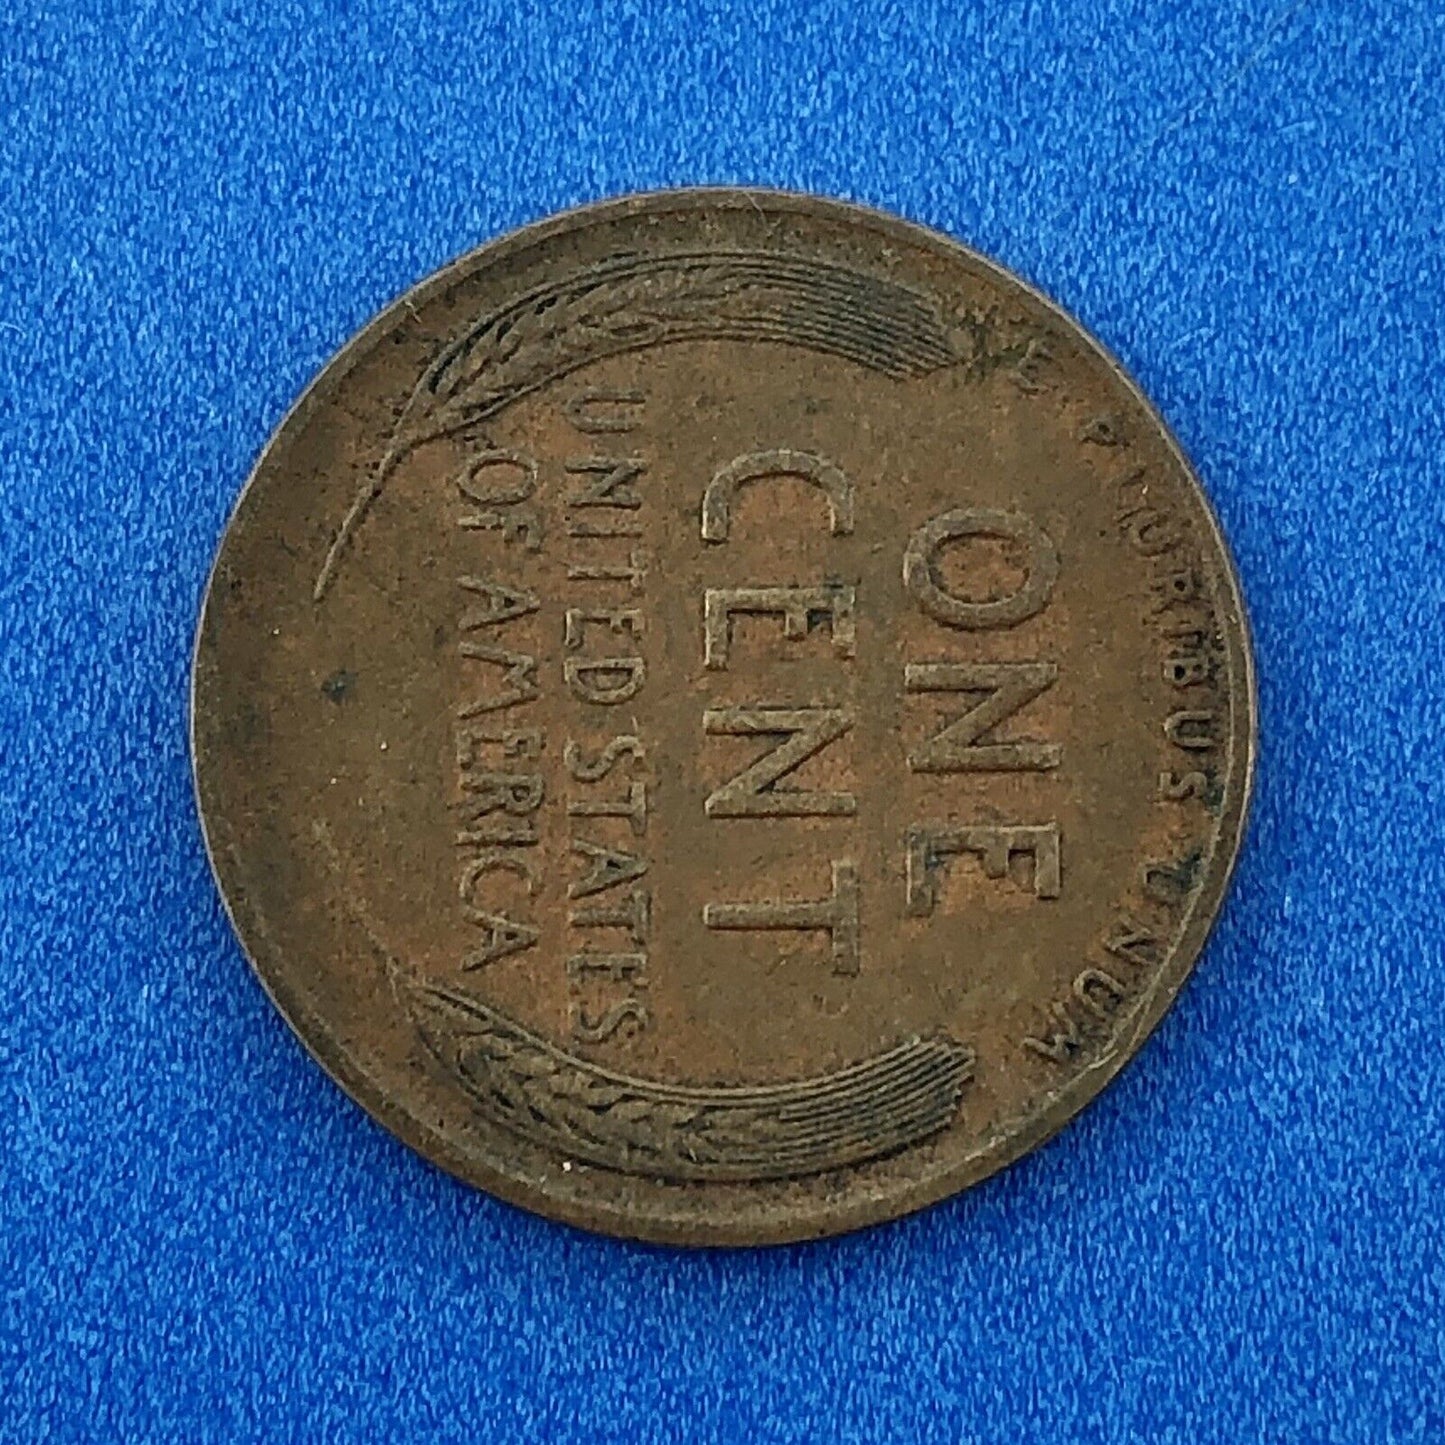 E PLURIBUS UNUM
ONE
CENT
UNITED STATES
OF AMERICA